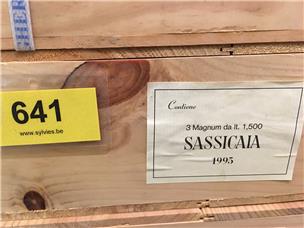 641
www.sylvies.be
Contiene
3 Magnum da lt. 1,500
SASSICAIA
1995